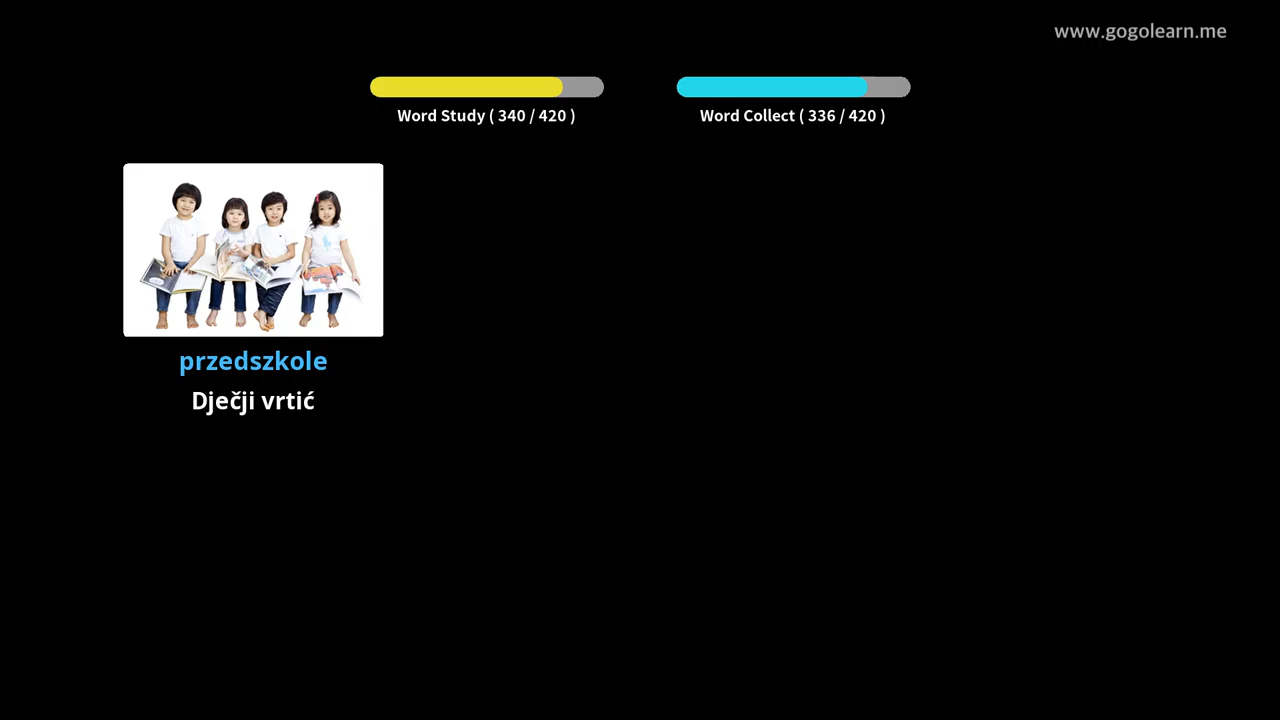 www.gogolearn.me
Word Study ( 340 / 420 )
Word Collect ( 336 / 420 )
przedszkole
Dječji vrtić